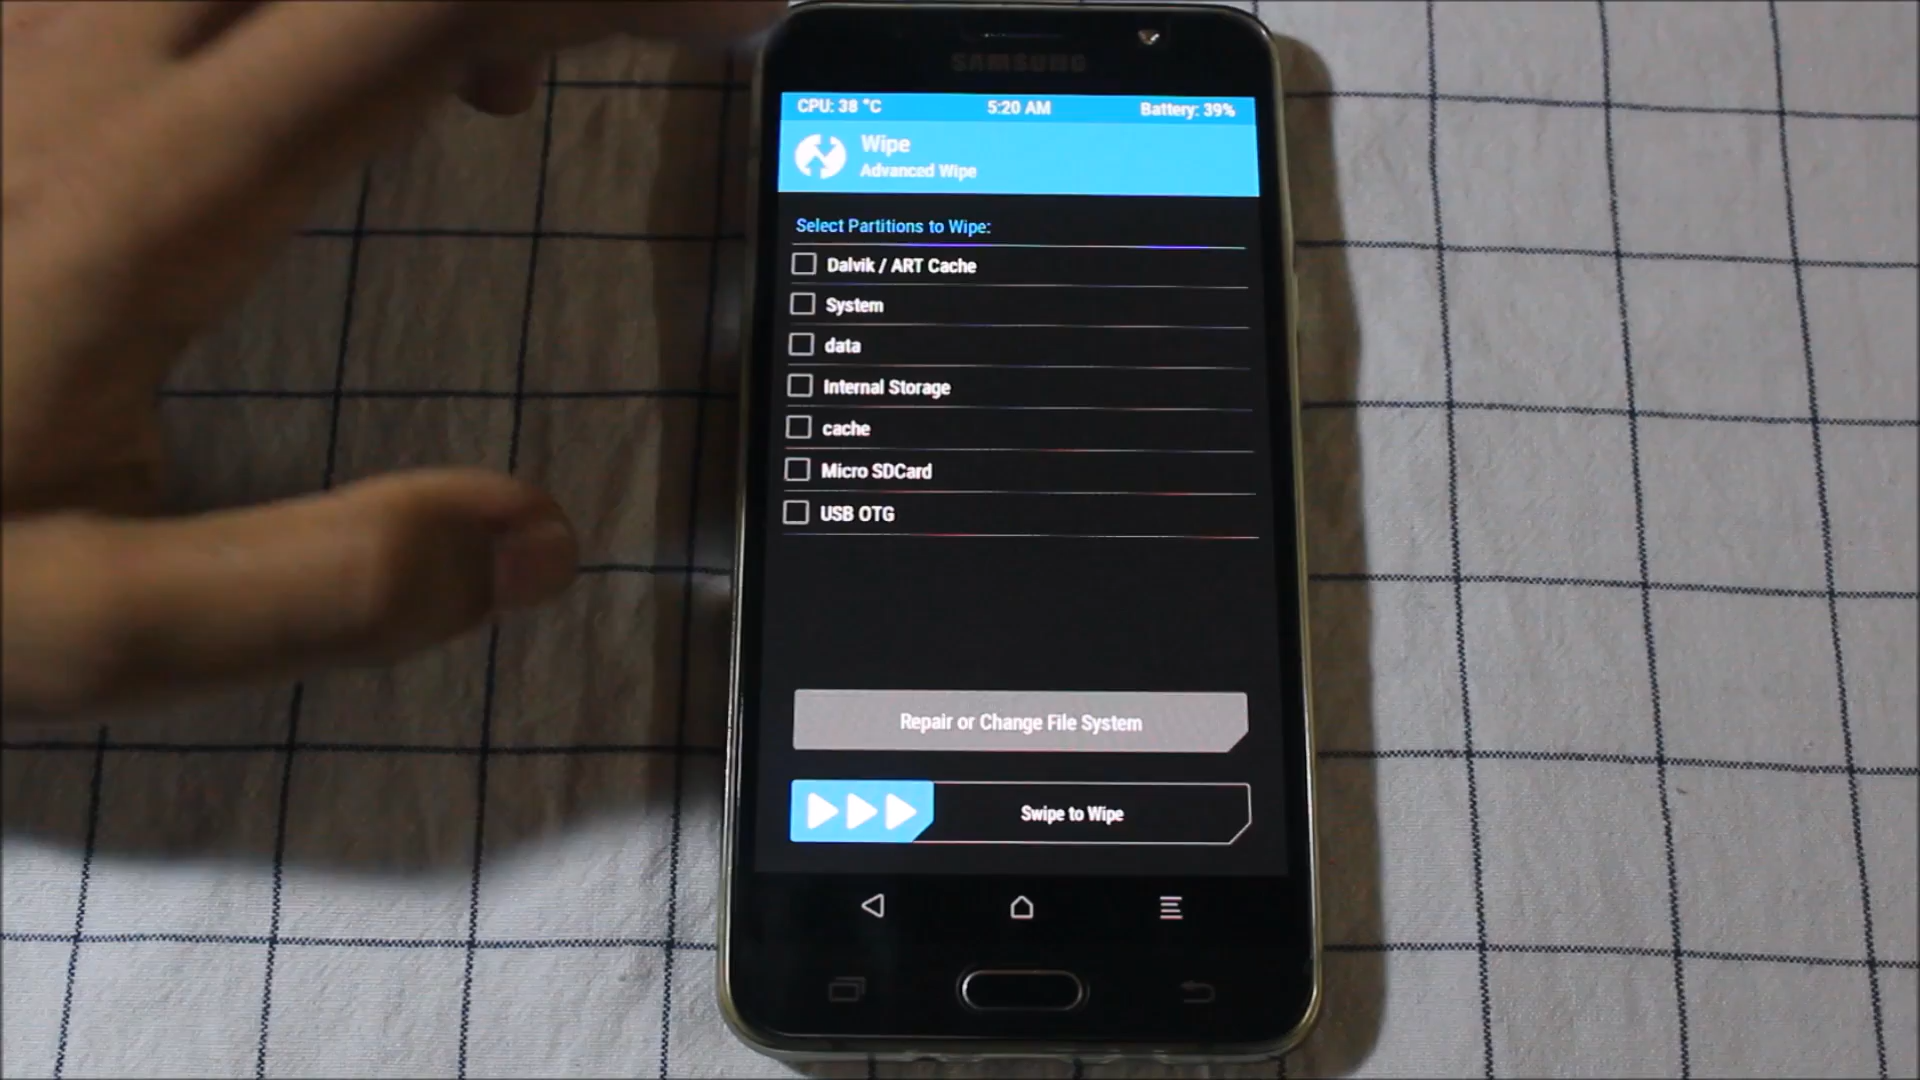 SAMSUNG
CPU: 38 °C 5:20 AM Battery: 39%
Wipe
Advanced Wipe
Select Partitions to Wipe:
Dalvik / ART Cache
System
data
Internal Storage
cache
Micro SDCard
USB OTG
Repair or Change File System
Swipe to Wipe